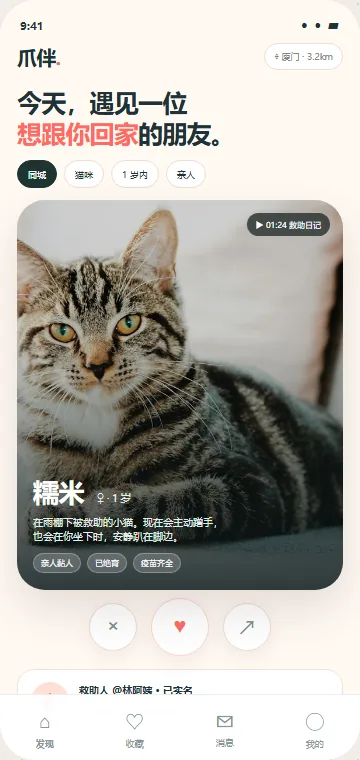 9:41
爪伴.
厦门 · 3.2km
今天，遇见一位
想跟你回家的朋友。
同城
猫咪
1 岁内
亲人
▶ 01:24 救助日记
糯米 ♀ · 1 岁
在雨棚下被救助的小猫。现在会主动蹭手，
也会在你坐下时，安静趴在脚边。
亲人黏人
已绝育
疫苗齐全
救助人 @林阿姨 • 已实名
发现
收藏
消息
我的